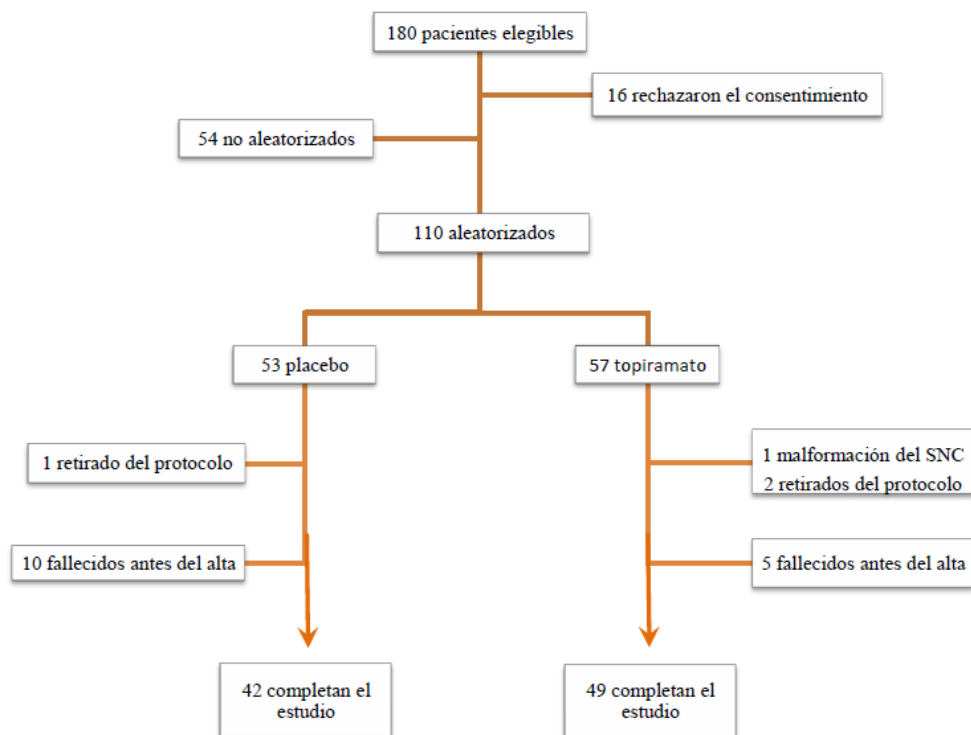 180 pacientes elegibles
16 rechazaron el consentimiento
54 no aleatorizados
110 aleatorizados
53 placebo
57 topiramato
1 retirado del protocolo
1 malformación del SNC
2 retirados del protocolo
10 fallecidos antes del alta
5 fallecidos antes del alta
42 completan el
estudio
49 completan el
estudio